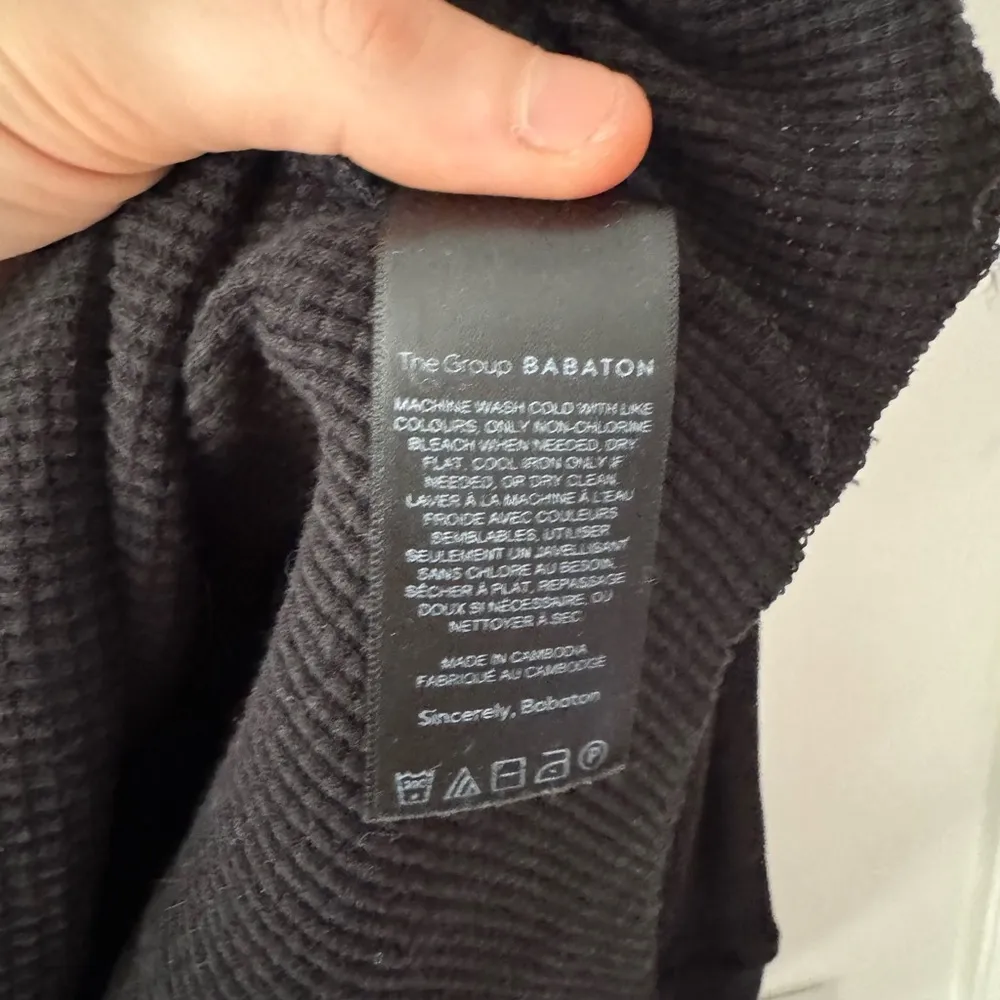 The Group BABATON
MACHINE WASH COLD WITH LIKE
COLOURS, ONLY NON-CHLORINE
BLEACH WHEN NEEDED, DRY
FLAT, COOL IRON ONLY IF
NEEDED, OR DRY CLEAN.
LAVER À LA MACHINE À L'EAU
FROIDE AVEC COULEURS
SEMBLABLES, UTILISER
SEULEMENT UN JAVELLISANT
SANS CHLORE AU BESOIN,
SÉCHER À PLAT, REPASSAGE
DOUX SI NÉCESSAIRE, OU
NETTOYER À SEC
MADE IN CAMBODIA
FABRIQUÉ AU CAMBODGE
Sincerely, Babaton
P